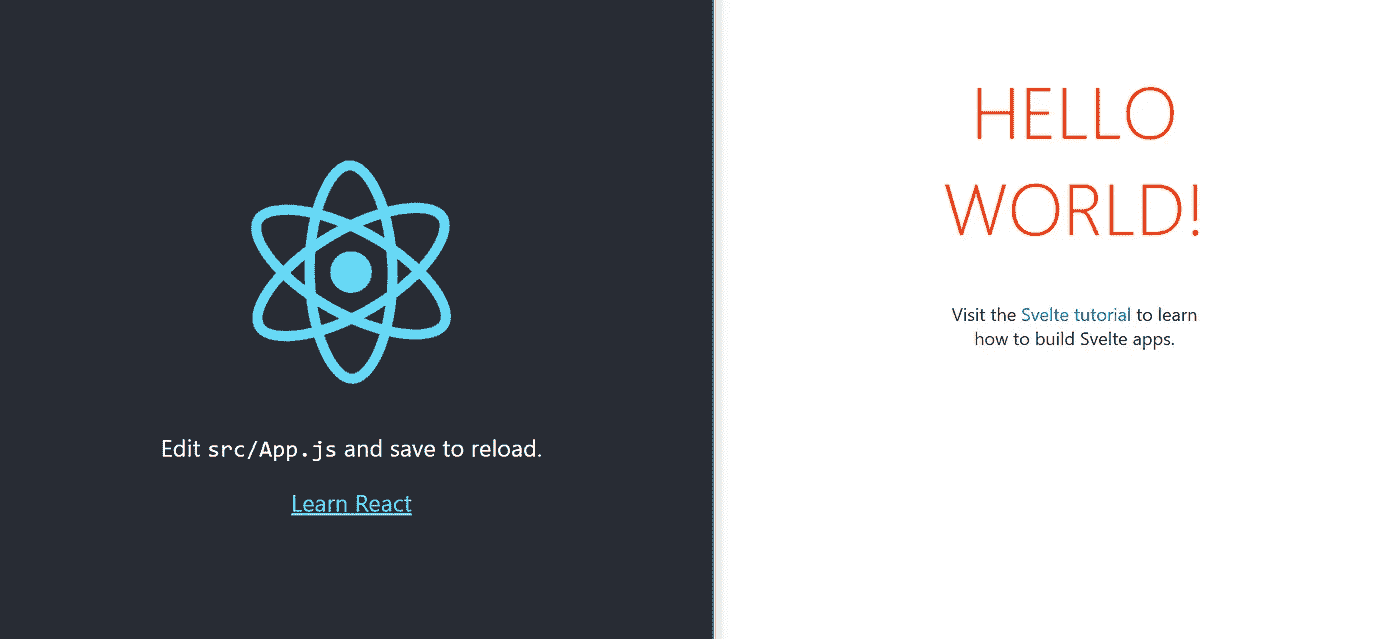 Edit src/App.js and save to reload.
Learn React
HELLO
WORLD!
Visit the Svelte tutorial to learn
how to build Svelte apps.